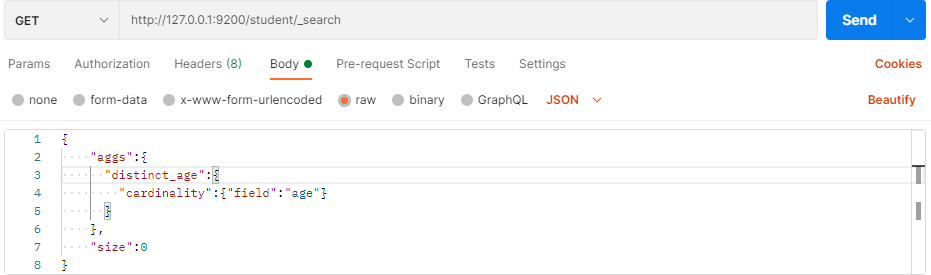 GET http://127.0.0.1:9200/student/_search Send
Params Authorization Headers (8) Body Pre-request Script Tests Settings Cookies
none form-data x-www-form-urlencoded raw binary GraphQL JSON Beautify
1 {
2 "aggs":{
3 "distinct_age":{
4 "cardinality":{"field":"age"}
5 }
6 },
7 "size":0
8 }